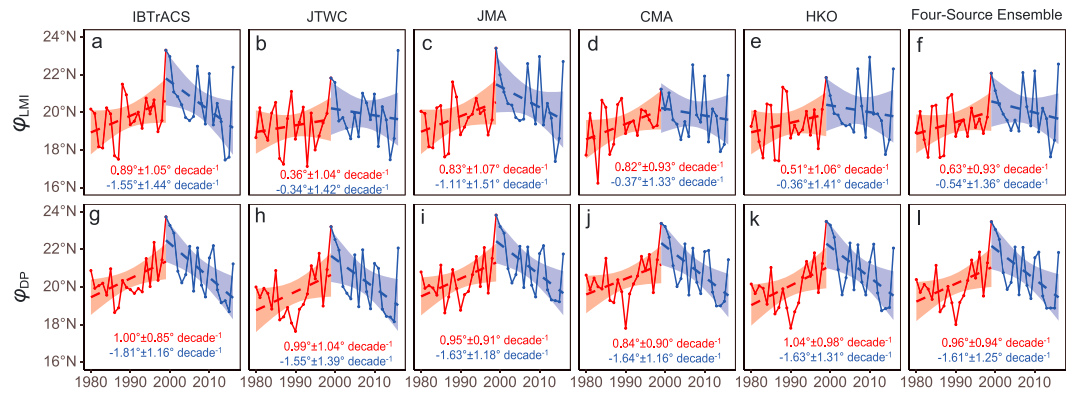 IBTrACS JTWC JMA CMA HKO Four-Source Ensemble
24°N a b c d e f
22°N
φLMI
20°N
18°N
0.89°±1.05° decade-1 0.36°±1.04° decade-1 0.83°±1.07° decade-1 0.82°±0.93° decade-1 0.51°±1.06° decade-1 0.63°±0.93° decade-1
-1.55°±1.44° decade-1 -0.34°±1.42° decade-1 -1.11°±1.51° decade-1 -0.37°±1.33° decade-1 -0.36°±1.41° decade-1 -0.54°±1.36° decade-1
16°N
24°N g h i j k l
22°N
φDP
20°N
18°N
1.00°±0.85° decade-1 0.99°±1.04° decade-1 0.95°±0.91° decade-1 0.84°±0.90° decade-1 1.04°±0.98° decade-1 0.96°±0.94° decade-1
-1.81°±1.16° decade-1 -1.55°±1.39° decade-1 -1.63°±1.18° decade-1 -1.64°±1.16° decade-1 -1.63°±1.31° decade-1 -1.61°±1.25° decade-1
16°N
1980 1990 2000 2010 1980 1990 2000 2010 1980 1990 2000 2010 1980 1990 2000 2010 1980 1990 2000 2010 1980 1990 2000 2010